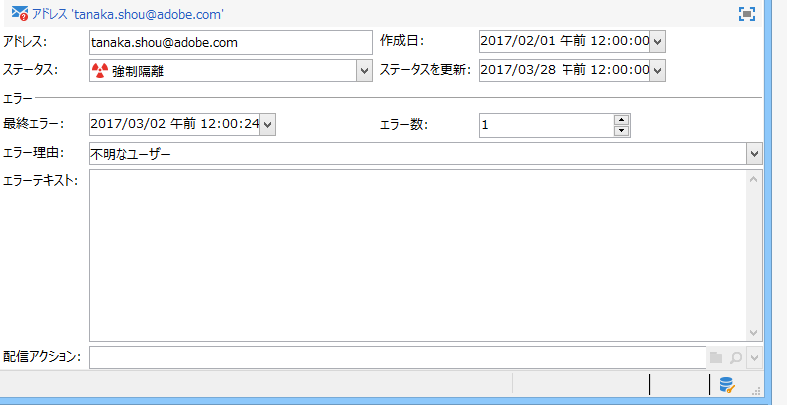 アドレス 'tanaka.shou@adobe.com'
アドレス: tanaka.shou@adobe.com 作成日: 2017/02/01 午前 12:00:00
ステータス: 強制隔離 ステータスを更新: 2017/03/28 午前 12:00:00
エラー
最終エラー: 2017/03/02 午前 12:00:24 エラー数: 1
エラー理由: 不明なユーザー
エラーテキスト:
配信アクション: